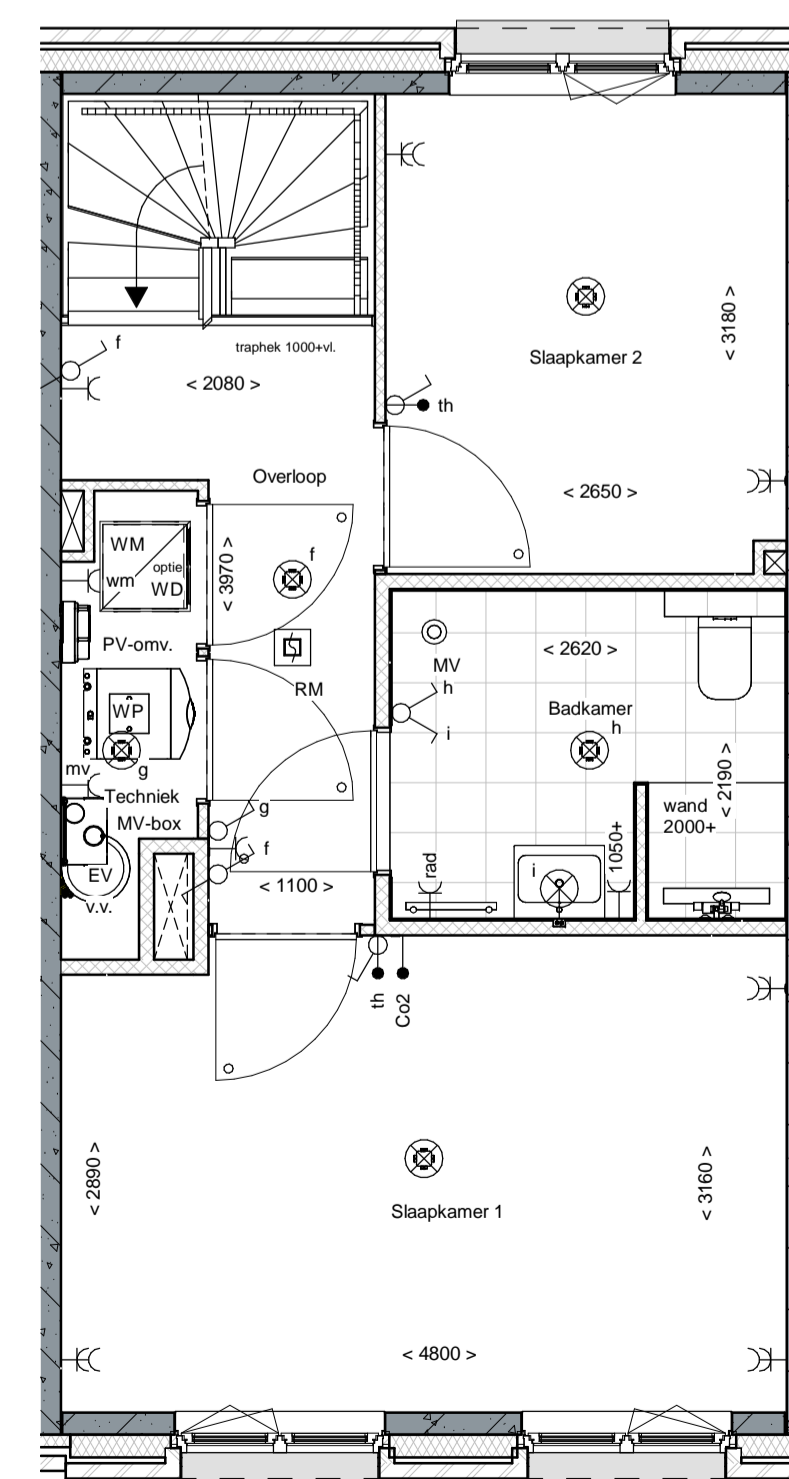 f
traphek 1000+vl.
< 2080 >
< 3180 >
Slaapkamer 2
th
< 2650 >
Overloop
WM
optie
wm
WD
< 3970 >
f
PV-omv.
RM
MV
< 2620 >
h
i
Badkamer
h
WP
mv
g
Techniek
MV-box
g
f
< 2190 >
wand
2000+
EV
v.v.
< 1100 >
rad
i
1050+
th
Co2
< 2890 >
< 3160 >
Slaapkamer 1
< 4800 >